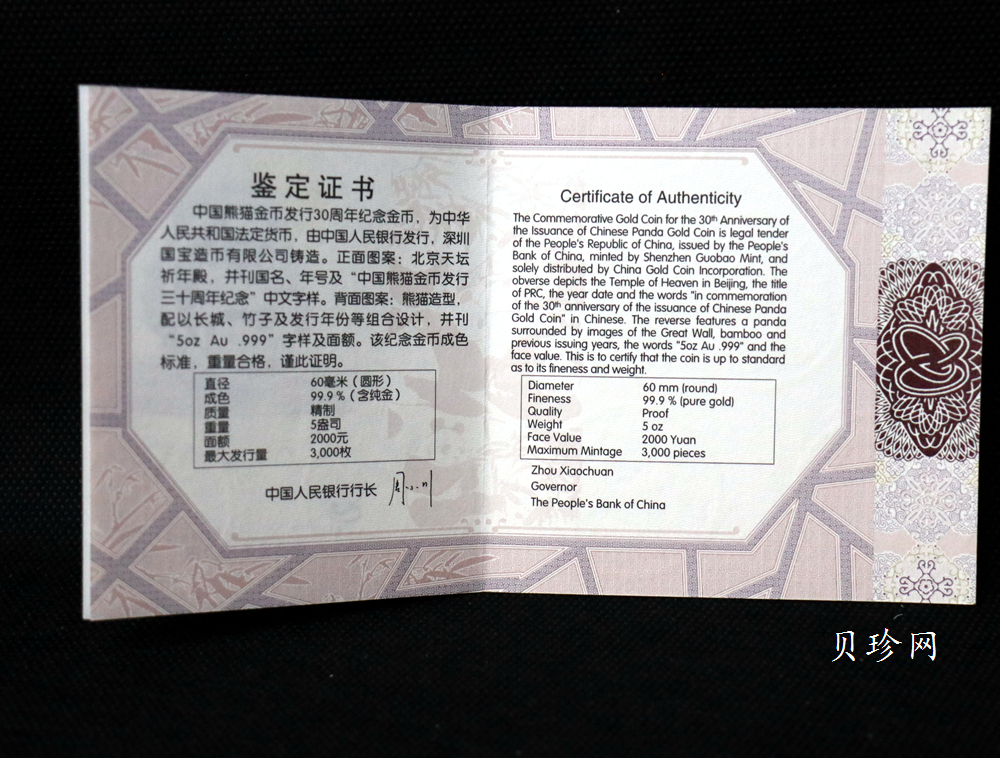 鉴定证书
中国熊猫金币发行30周年纪念金币，为中华
人民共和国法定货币，由中国人民银行发行，深圳
国宝造币有限公司铸造。正面图案：北京天坛
祈年殿，并刊国名、年号及“中国熊猫金币发行
三十周年纪念”中文字样。背面图案：熊猫造型，
配以长城、竹子及发行年份等组合设计，并刊
“5oz Au .999”字样及面额。该纪念金币成色
标准，重量合格，谨此证明。
直径 60毫米（圆形）
成色 99.9％（含纯金）
质量 精制
重量 5盎司
面额 2000元
最大发行量 3,000枚
中国人民银行行长
Certificate of Authenticity
The Commemorative Gold Coin for the 30th Anniversary of
the Issuance of Chinese Panda Gold Coin is legal tender
of the People's Republic of China, issued by the People's
Bank of China, minted by Shenzhen Guobao Mint, and
solely distributed by China Gold Coin Incorporation. The
obverse depicts the Temple of Heaven in Beijing, the title
of PRC, the year date and the words "in commemoration
of the 30th anniversary of the issuance of Chinese Panda
Gold Coin" in Chinese. The reverse features a panda
surrounded by images of the Great Wall, bamboo and
previous issuing years, the words "5oz Au .999" and the
face value. This is to certify that the coin is up to standard
as to its fineness and weight.
Diameter 60 mm (round)
Fineness 99.9 % (pure gold)
Quality Proof
Weight 5 oz
Face Value 2000 Yuan
Maximum Mintage 3,000 pieces
Zhou Xiaochuan
Governor
The People's Bank of China
贝珍网